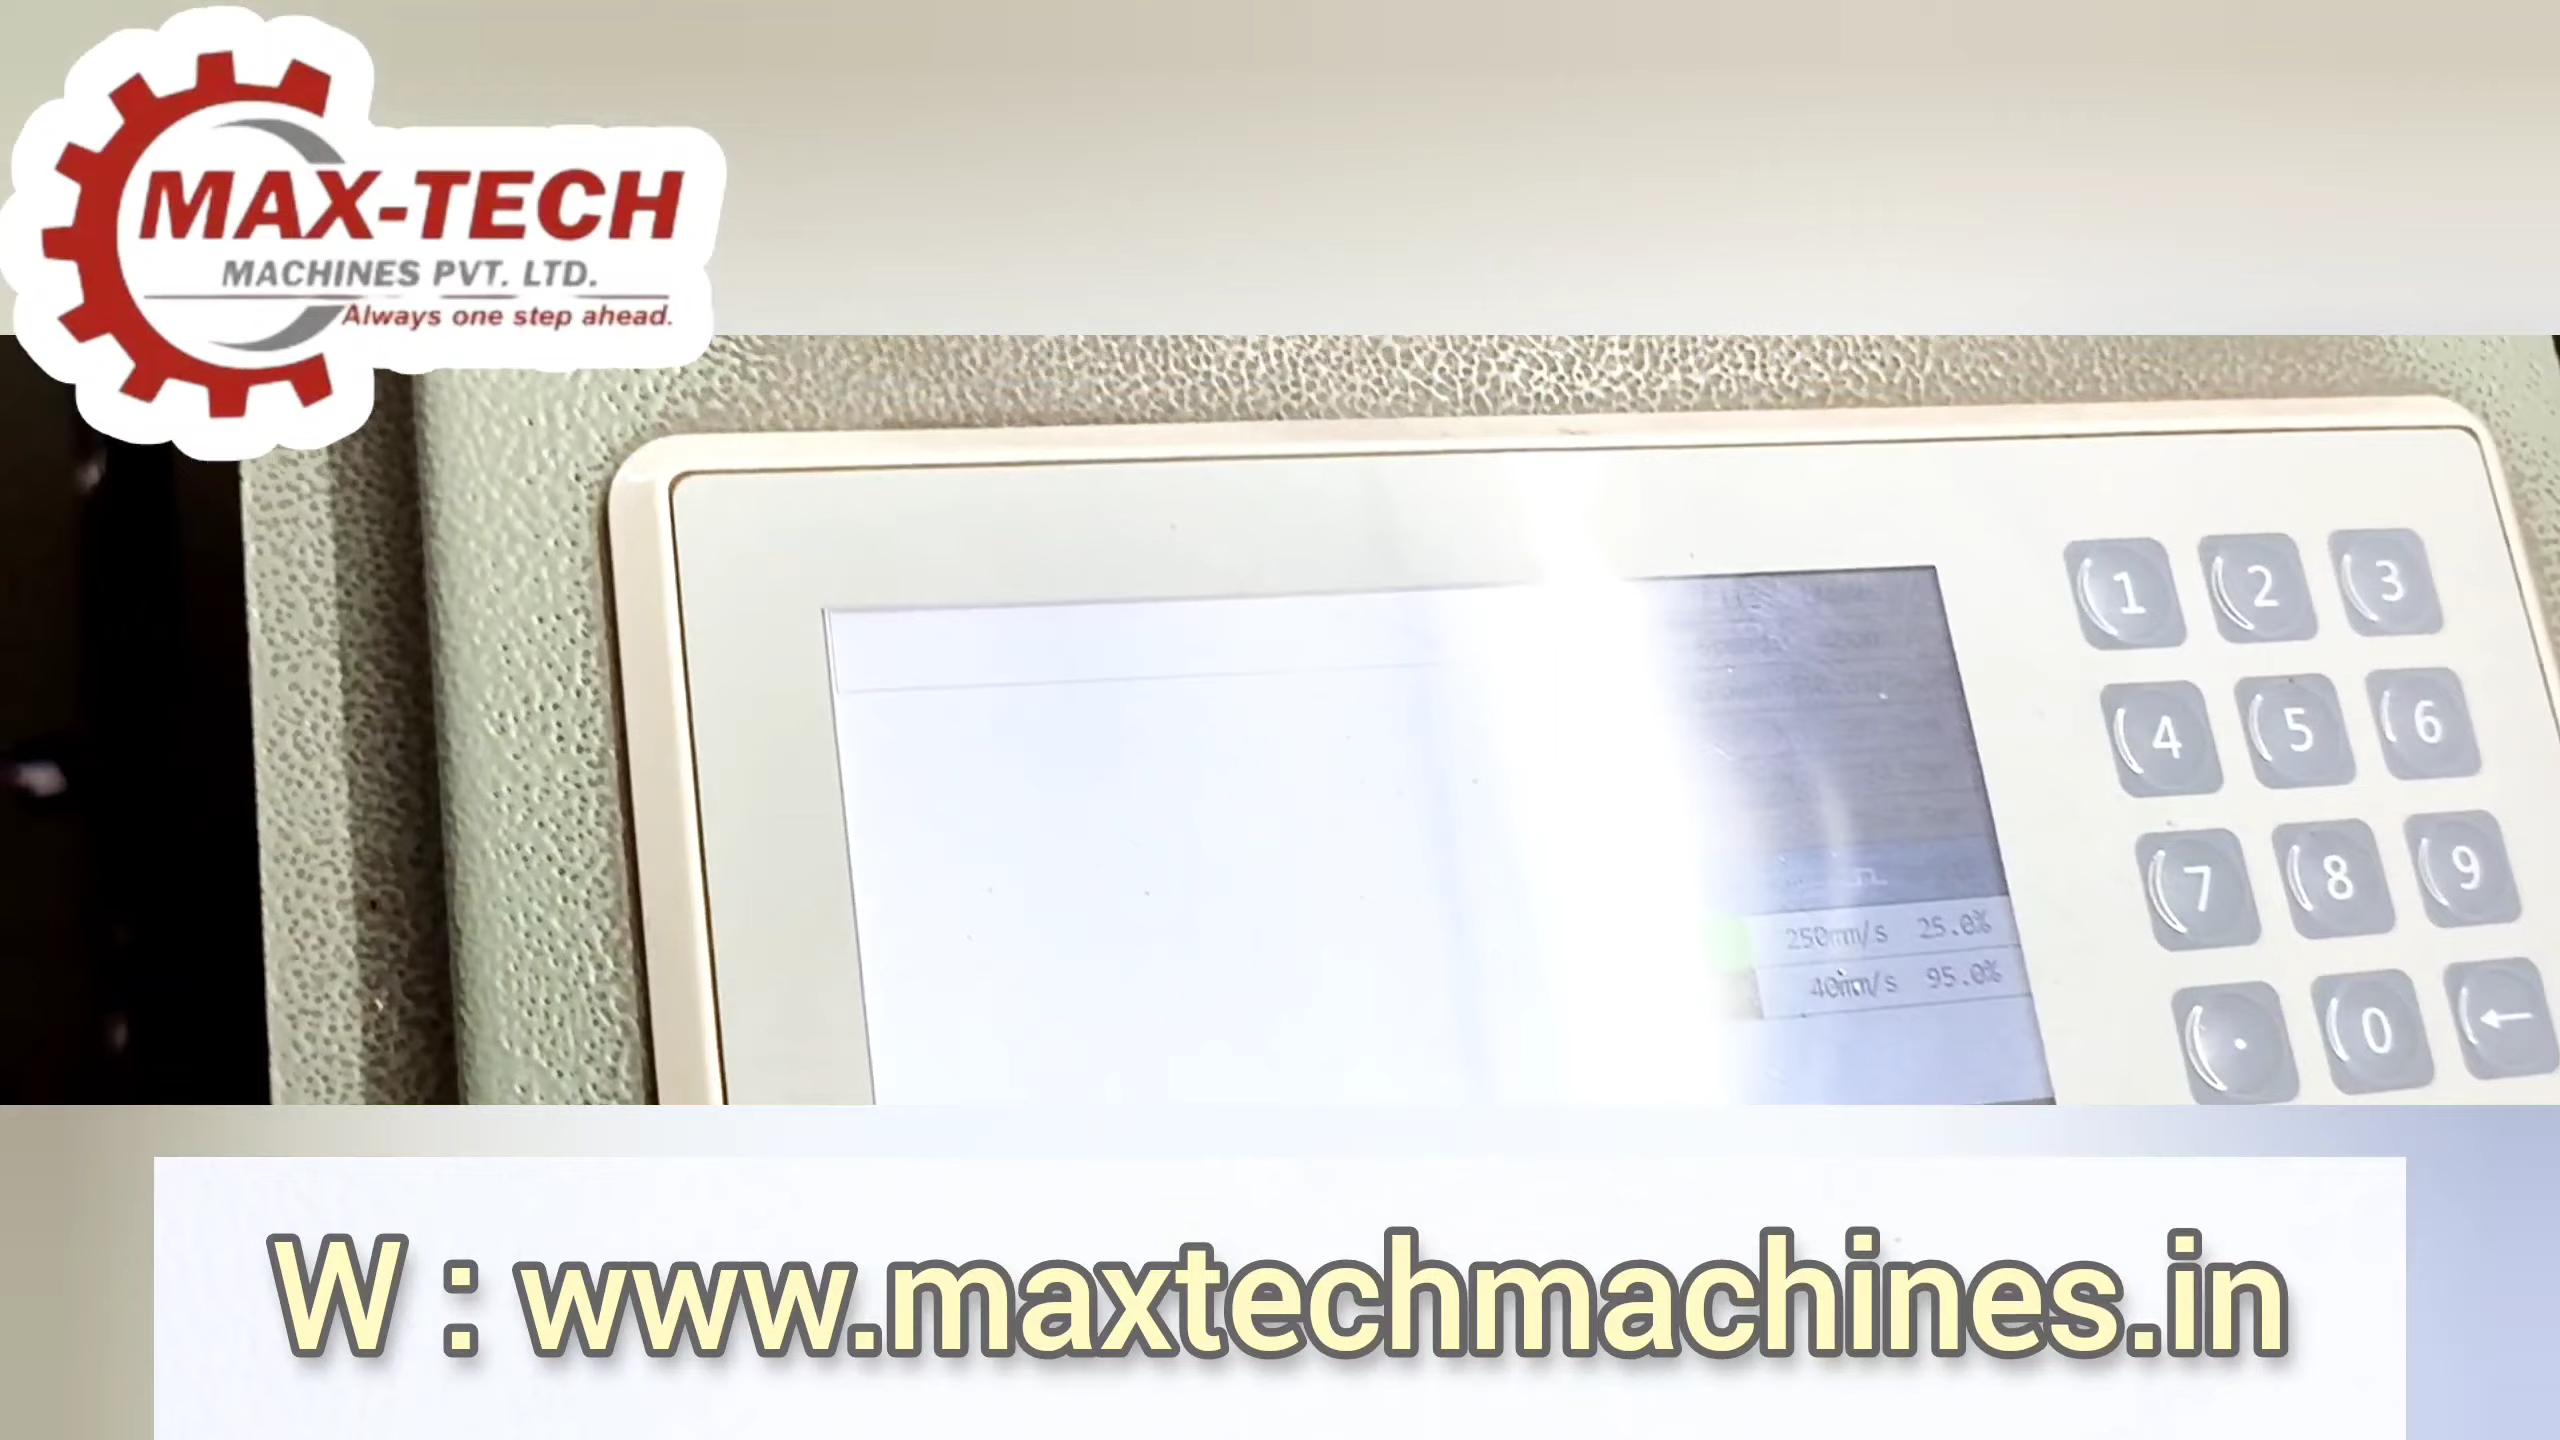 MAX-TECH
MACHINES PVT. LTD.
Always one step ahead.
1 2 3
4 5 6
7 8 9
250mm/s 25.0%
40mm/s 95.0%
. 0 ←
W : www.maxtechmachines.in